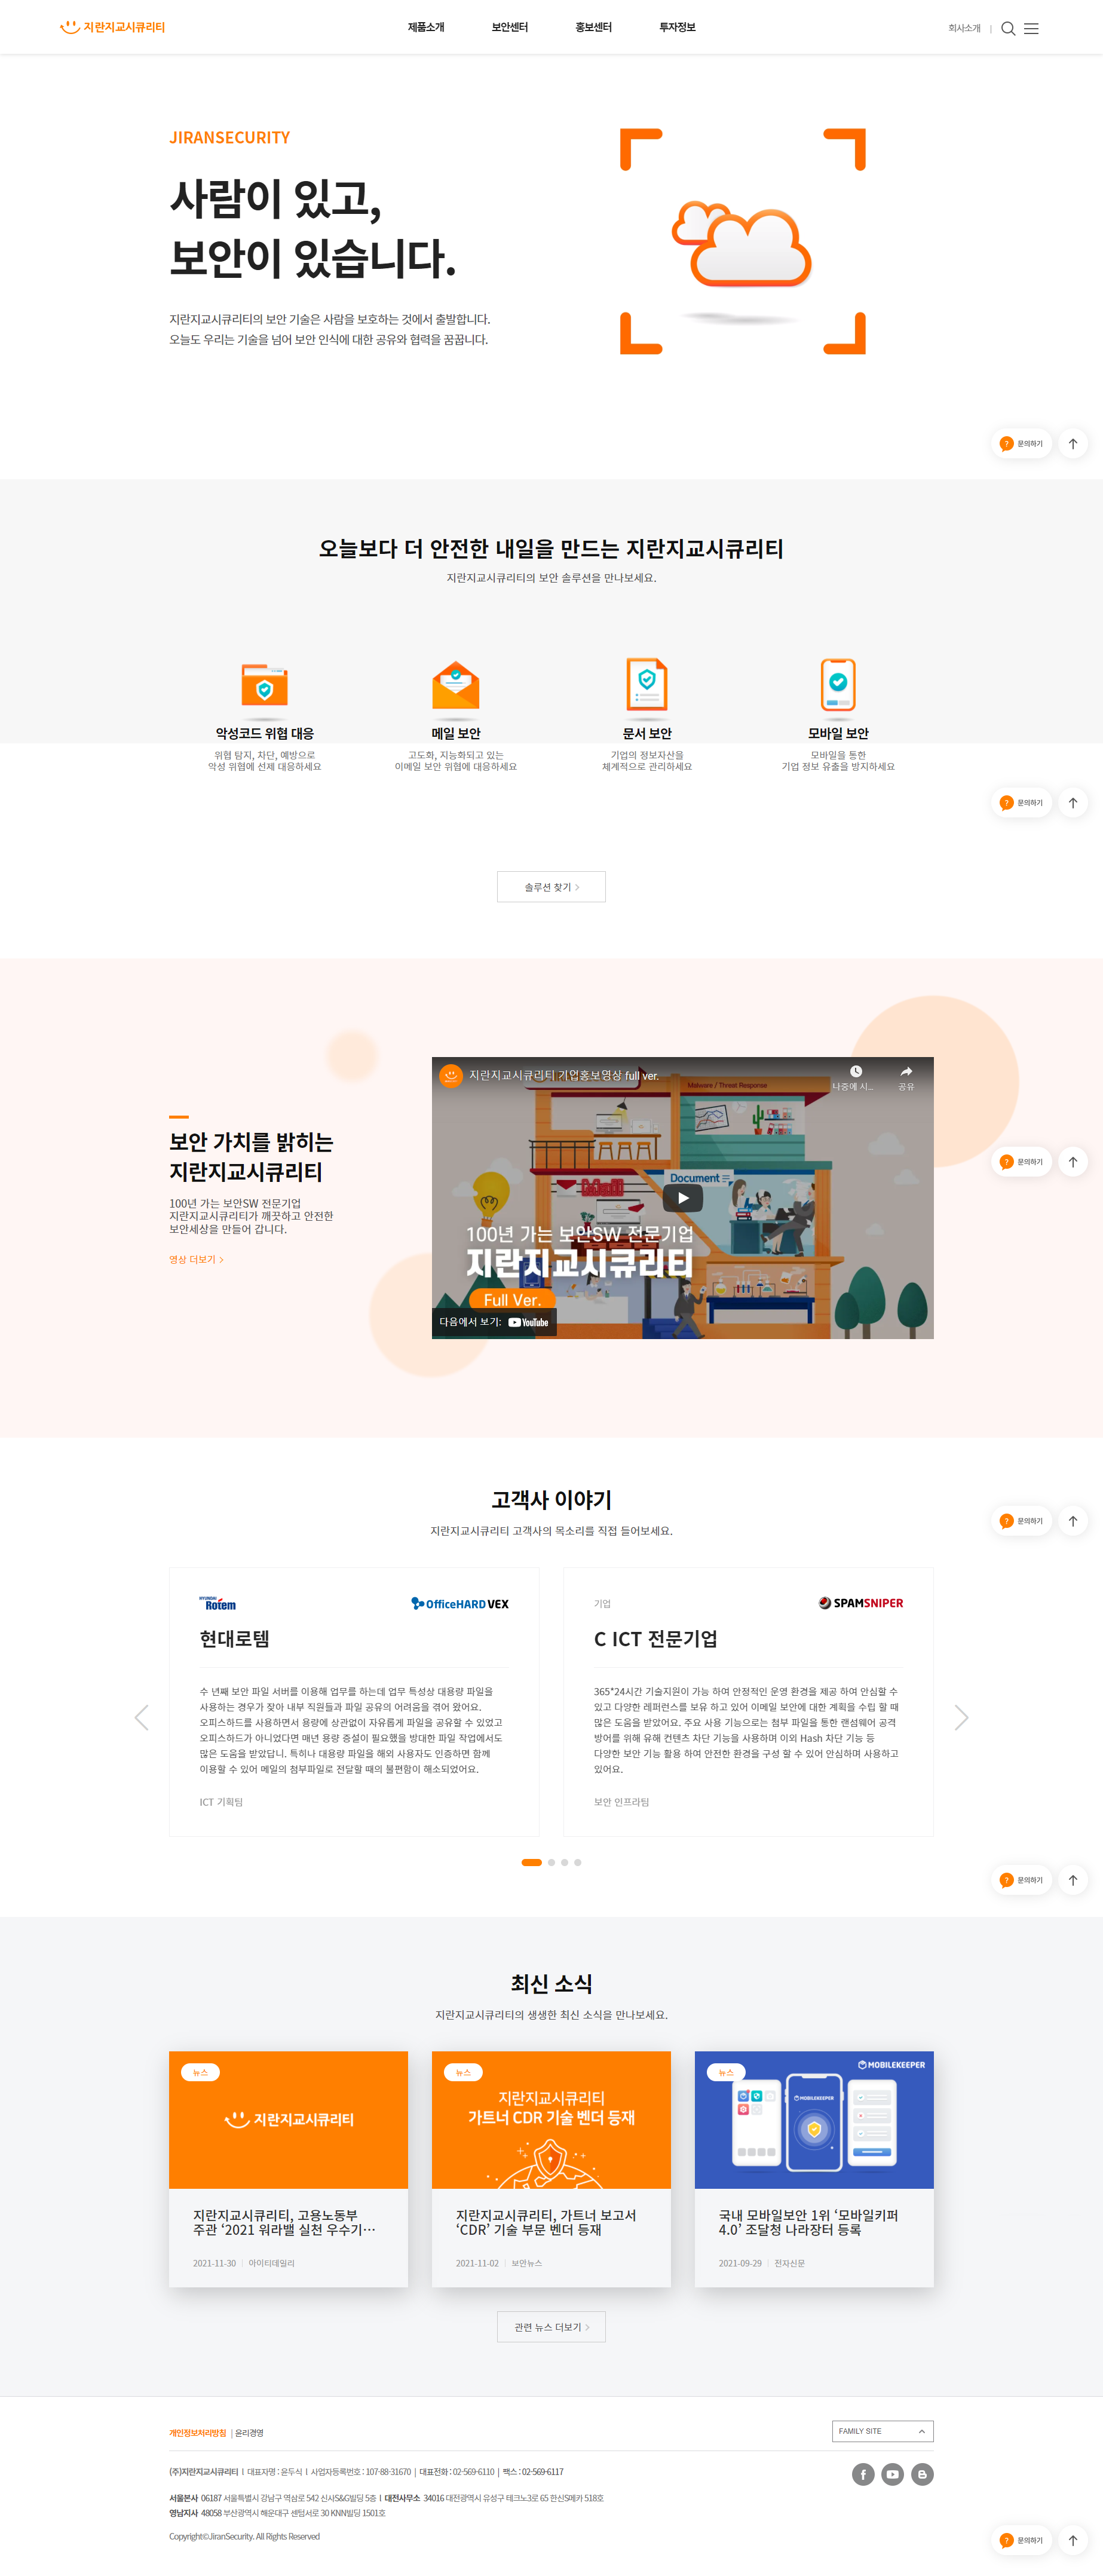 지란지교시큐리티
제품소개 보안센터 홍보센터 투자정보
회사소개 |
JIRANSECURITY
사람이 있고,
보안이 있습니다.
지란지교시큐리티의 보안 기술은 사람을 보호하는 것에서 출발합니다.
오늘도 우리는 기술을 넘어 보안 인식에 대한 공유와 협력을 꿈꿉니다.
? 문의하기
오늘보다 더 안전한 내일을 만드는 지란지교시큐리티
지란지교시큐리티의 보안 솔루션을 만나보세요.
악성코드 위협 대응
위협 탐지, 차단, 예방으로
악성 위협에 선제 대응하세요
메일 보안
고도화, 지능화되고 있는
이메일 보안 위협에 대응하세요
문서 보안
기업의 정보자산을
체계적으로 관리하세요
모바일 보안
모바일을 통한
기업 정보 유출을 방지하세요
? 문의하기
솔루션 찾기
보안 가치를 밝히는
지란지교시큐리티
100년 가는 보안SW 전문기업
지란지교시큐리티가 깨끗하고 안전한
보안세상을 만들어 갑니다.
영상 더보기
지란지교시큐리티 기업홍보영상 full ver.
나중에 시...
공유
Malware / Threat Response
Mail
Document
100년 가는 보안SW 전문기업
지란지교시큐리티
Full Ver.
다음에서 보기: YouTube
? 문의하기
고객사 이야기
지란지교시큐리티 고객사의 목소리를 직접 들어보세요.
? 문의하기
HYUNDAI
Rotem
OfficeHARD VEX
현대로템
수 년째 보안 파일 서버를 이용해 업무를 하는데 업무 특성상 대용량 파일을
사용하는 경우가 잦아 내부 직원들과 파일 공유의 어려움을 겪어 왔어요.
오피스하드를 사용하면서 용량에 상관없이 자유롭게 파일을 공유할 수 있었고
오피스하드가 아니었다면 매년 용량 증설이 필요했을 방대한 파일 작업에서도
많은 도움을 받았답니. 특히나 대용량 파일을 해외 사용자도 인증하면 함께
이용할 수 있어 메일의 첨부파일로 전달할 때의 불편함이 해소되었어요.
ICT 기획팀
기업
SPAMSNIPER
C ICT 전문기업
365*24시간 기술지원이 가능 하여 안정적인 운영 환경을 제공 하여 안심할 수
있고 다양한 레퍼런스를 보유 하고 있어 이메일 보안에 대한 계획을 수립 할 때
많은 도움을 받았어요. 주요 사용 기능으로는 첨부 파일을 통한 랜섬웨어 공격
방어를 위해 유해 컨텐츠 차단 기능을 사용하며 이외 Hash 차단 기능 등
다양한 보안 기능 활용 하여 안전한 환경을 구성 할 수 있어 안심하며 사용하고
있어요.
보안 인프라팀
? 문의하기
최신 소식
지란지교시큐리티의 생생한 최신 소식을 만나보세요.
뉴스
지란지교시큐리티
지란지교시큐리티, 고용노동부
주관 ‘2021 워라밸 실천 우수기…
2021-11-30 | 아이티데일리
뉴스
지란지교시큐리티
가트너 CDR 기술 벤더 등재
지란지교시큐리티, 가트너 보고서
‘CDR’ 기술 부문 벤더 등재
2021-11-02 | 보안뉴스
뉴스
MOBILEKEEPER
MOBILEKEEPER
국내 모바일보안 1위 ‘모바일키퍼
4.0’ 조달청 나라장터 등록
2021-09-29 | 전자신문
관련 뉴스 더보기
개인정보처리방침 | 윤리경영
FAMILY SITE
(주)지란지교시큐리티 I 대표자명 : 윤두식 I 사업자등록번호 : 107-88-31670 | 대표전화 : 02-569-6110 | 팩스 : 02-569-6117
서울본사 06187 서울특별시 강남구 역삼로 542 신사S&G빌딩 5층 I 대전사무소 34016 대전광역시 유성구 테크노3로 65 한신S메카 518호
영남지사 48058 부산광역시 해운대구 센텀서로 30 KNN빌딩 1501호
Copyright©JiranSecurity. All Rights Reserved
? 문의하기